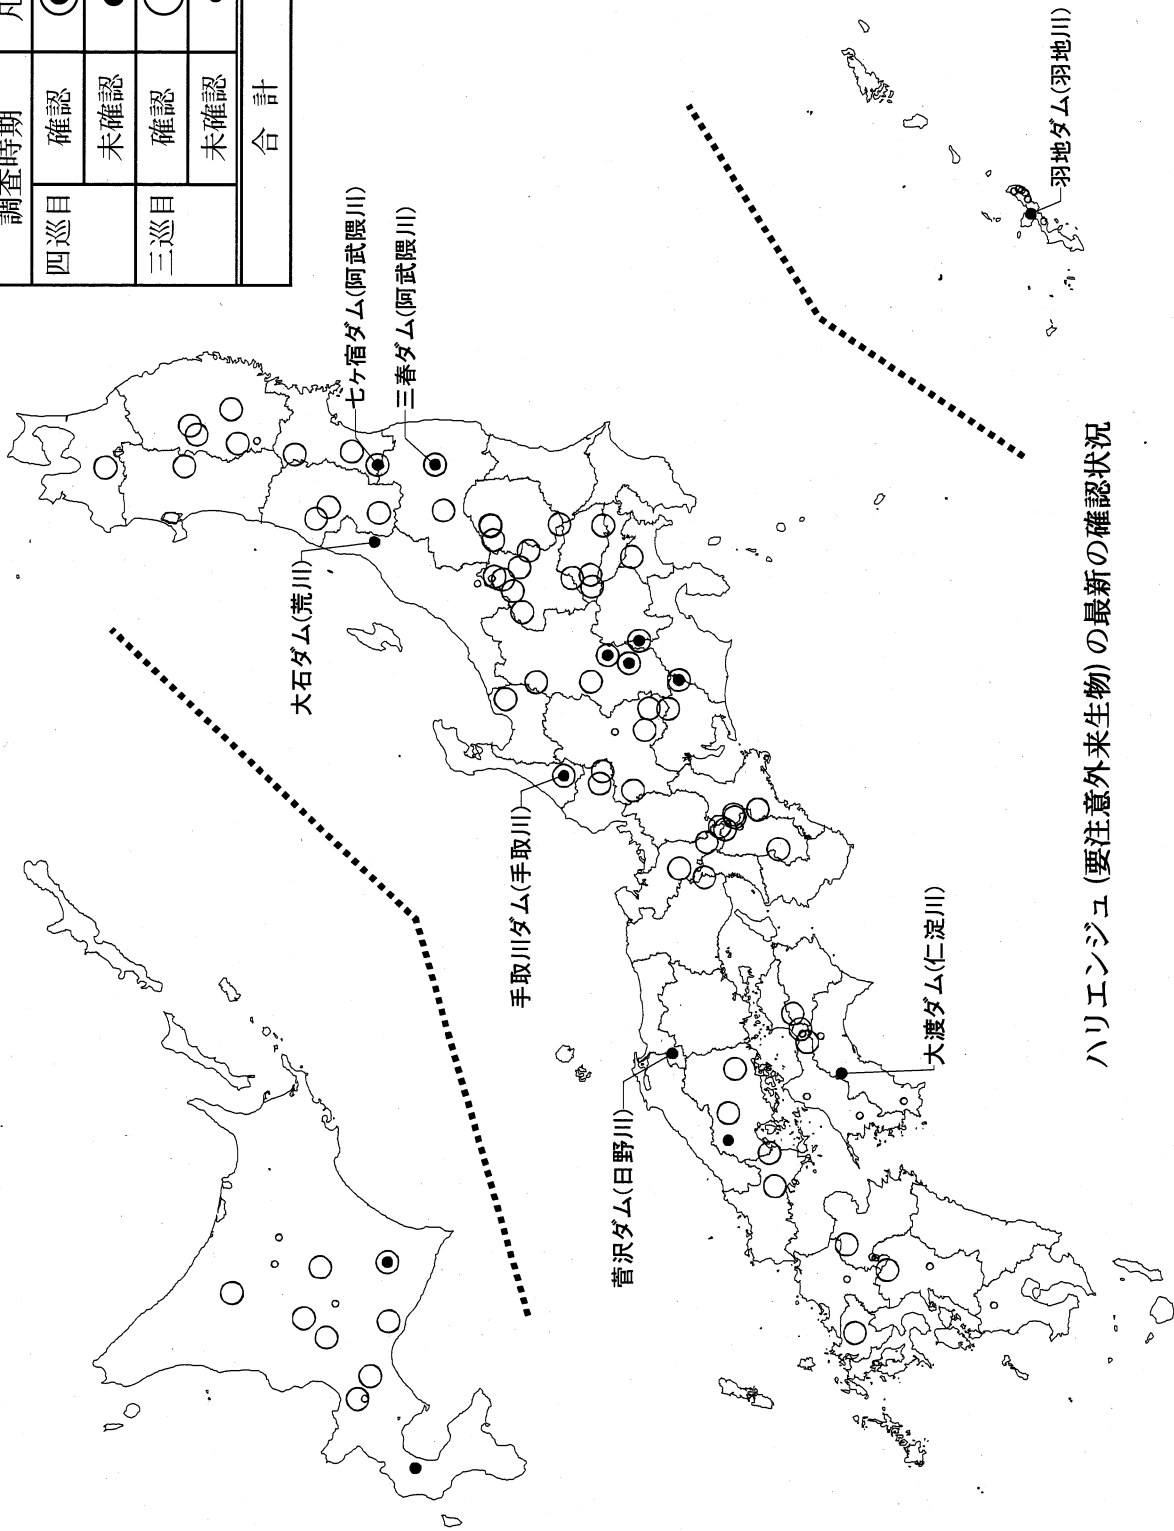 調査時期
四巡目
確認
未確認
三巡目
確認
未確認
合計
七ヶ宿ダム(阿武隈川)
三春ダム(阿武隈川)
大石ダム(荒川)
手取川ダム(手取川)
菅沢ダム(日野川)
大渡ダム(仁淀川)
羽地ダム(羽地川)
ハリエンジュ (要注意外来生物) の最新の確認状況